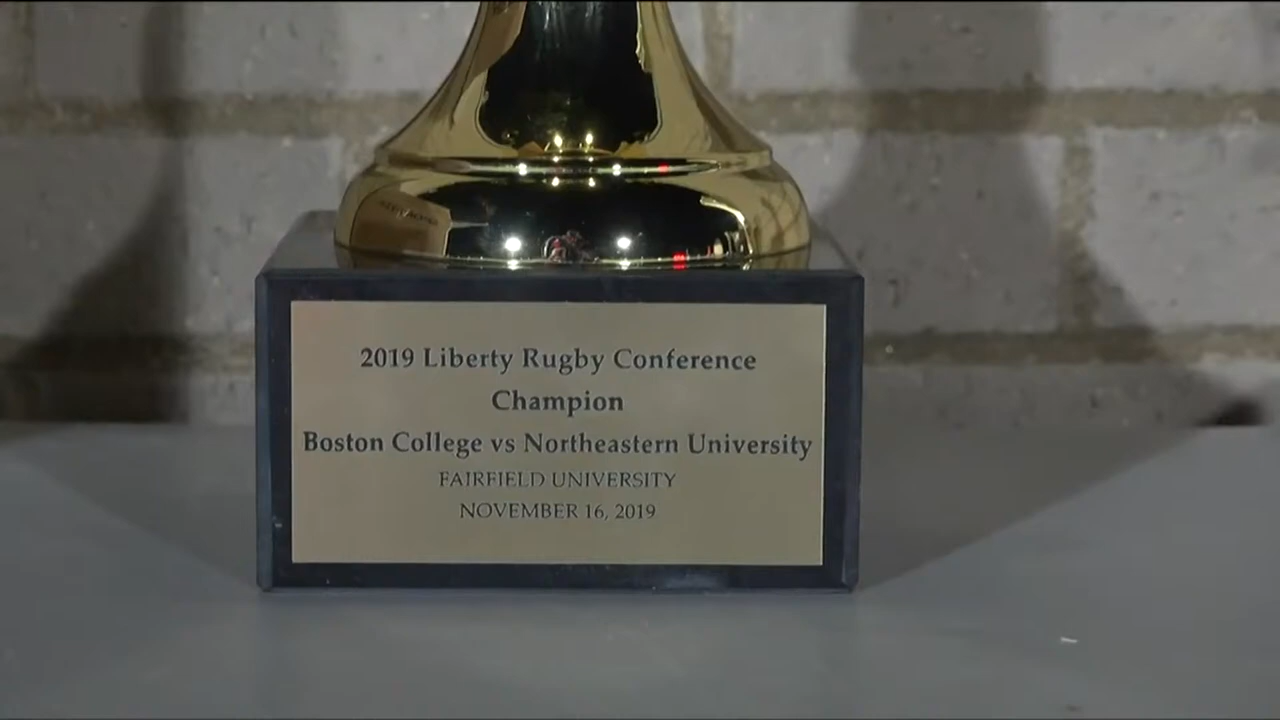 2019 Liberty Rugby Conference
Champion
Boston College vs Northeastern University
FAIRFIELD UNIVERSITY
NOVEMBER 16, 2019